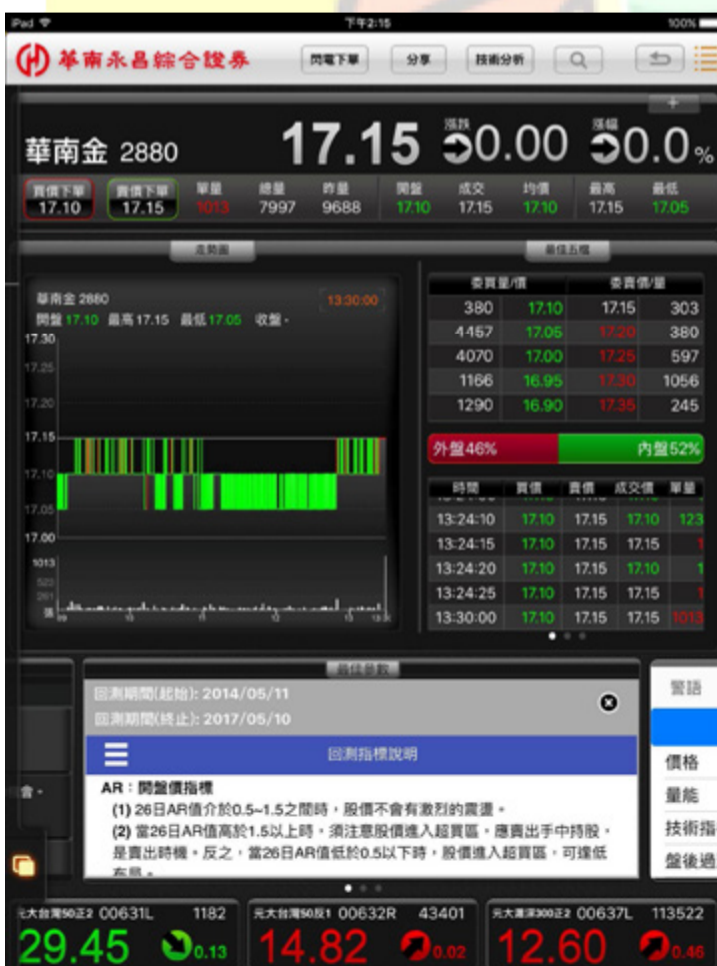 iPad
下午2:15
100%
華南永昌綜合證券
閃電下單
分享
技術分析
華南金 2880
17.15
漲跌
0.00
漲幅
0.0%
買價下單
17.10
賣價下單
17.15
單量
1013
總量
7997
昨量
9688
開盤
17.10
成交
17.15
均價
17.10
最高
17.15
最低
17.05
走勢圖
最佳五檔
華南金 2880
13:30:00
開盤 17.10 最高 17.15 最低 17.05 收盤 -
17.30
17.25
17.20
17.15
17.10
17.05
17.00
1013
523
261
張
09 10 11 12 13
委買量/價 委賣價/量
380 17.10 17.15 303
4457 17.05 17.20 380
4070 17.00 17.25 597
1166 16.95 17.30 1056
1290 16.90 17.35 245
外盤46% 內盤52%
時間 買價 賣價 成交價 單量
13:24:10 17.10 17.15 17.10 123
13:24:15 17.10 17.15 17.15 1
13:24:20 17.10 17.15 17.10 1
13:24:25 17.10 17.15 17.15 1
13:30:00 17.10 17.15 17.15 1013
最佳參數
回測期間(起始): 2014/05/11
回測期間(終止): 2017/05/10
回測指標說明
AR：開盤價指標
(1) 26日AR值介於0.5~1.5之間時，股價不會有激烈的震盪。
(2) 當26日AR值高於1.5以上時，須注意股價進入超買區，應賣出手中持股，
是賣出時機。反之，當26日AR值低於0.5以下時，股價進入超買區，可逢低
布局。
會。
警語
價格
量能
技術指
盤後過
元大台灣50正2 00631L 1182
29.45 0.13
元大台灣50反1 00632R 43401
14.82 0.02
元大滬深300正2 00637L 113522
12.60 0.46